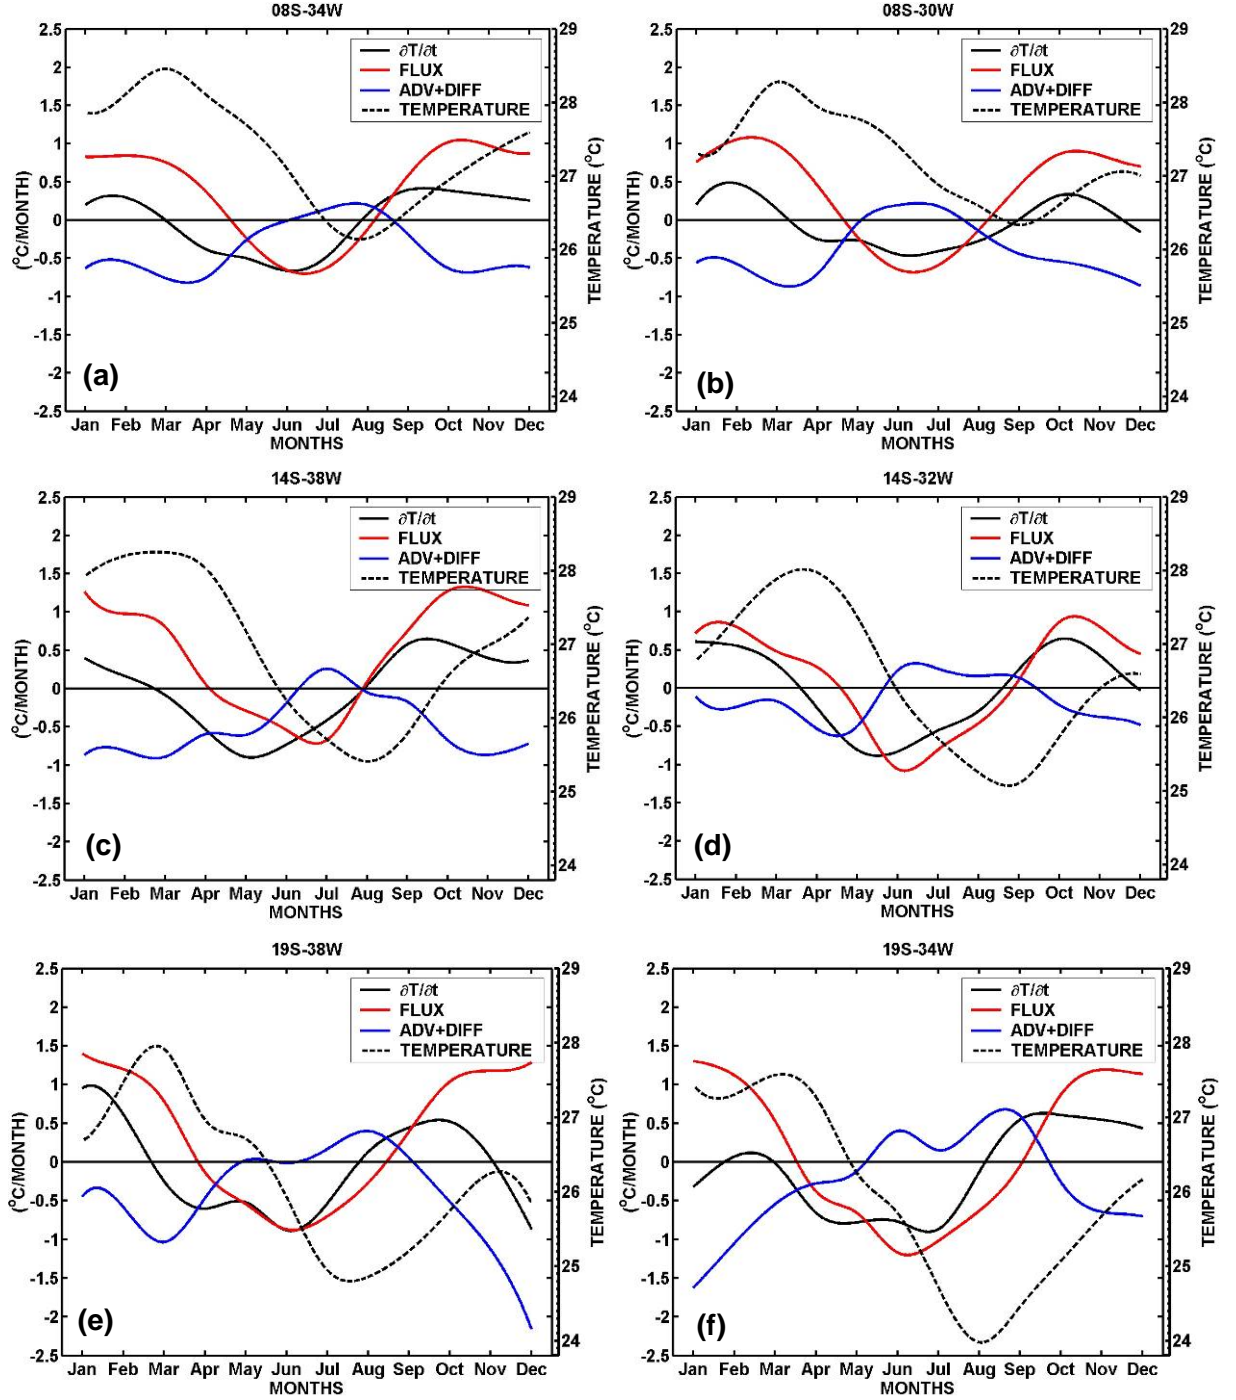 08S-34W
∂T/∂t
FLUX
ADV+DIFF
TEMPERATURE
2.5
2
1.5
1
0.5
0
-0.5
-1
-1.5
-2
-2.5
(°C/MONTH)
29
28
27
26
25
24
TEMPERATURE (°C)
(a)
Jan Feb Mar Apr May Jun Jul Aug Sep Oct Nov Dec
MONTHS
08S-30W
∂T/∂t
FLUX
ADV+DIFF
TEMPERATURE
2.5
2
1.5
1
0.5
0
-0.5
-1
-1.5
-2
-2.5
(°C/MONTH)
29
28
27
26
25
24
TEMPERATURE (°C)
(b)
Jan Feb Mar Apr May Jun Jul Aug Sep Oct Nov Dec
MONTHS
14S-38W
∂T/∂t
FLUX
ADV+DIFF
TEMPERATURE
2.5
2
1.5
1
0.5
0
-0.5
-1
-1.5
-2
-2.5
(°C/MONTH)
29
28
27
26
25
24
TEMPERATURE (°C)
(c)
Jan Feb Mar Apr May Jun Jul Aug Sep Oct Nov Dec
MONTHS
14S-32W
∂T/∂t
FLUX
ADV+DIFF
TEMPERATURE
2.5
2
1.5
1
0.5
0
-0.5
-1
-1.5
-2
-2.5
(°C/MONTH)
29
28
27
26
25
24
TEMPERATURE (°C)
(d)
Jan Feb Mar Apr May Jun Jul Aug Sep Oct Nov Dec
MONTHS
19S-38W
∂T/∂t
FLUX
ADV+DIFF
TEMPERATURE
2.5
2
1.5
1
0.5
0
-0.5
-1
-1.5
-2
-2.5
(°C/MONTH)
29
28
27
26
25
24
TEMPERATURE (°C)
(e)
Jan Feb Mar Apr May Jun Jul Aug Sep Oct Nov Dec
MONTHS
19S-34W
∂T/∂t
FLUX
ADV+DIFF
TEMPERATURE
2.5
2
1.5
1
0.5
0
-0.5
-1
-1.5
-2
-2.5
(°C/MONTH)
29
28
27
26
25
24
TEMPERATURE (°C)
(f)
Jan Feb Mar Apr May Jun Jul Aug Sep Oct Nov Dec
MONTHS